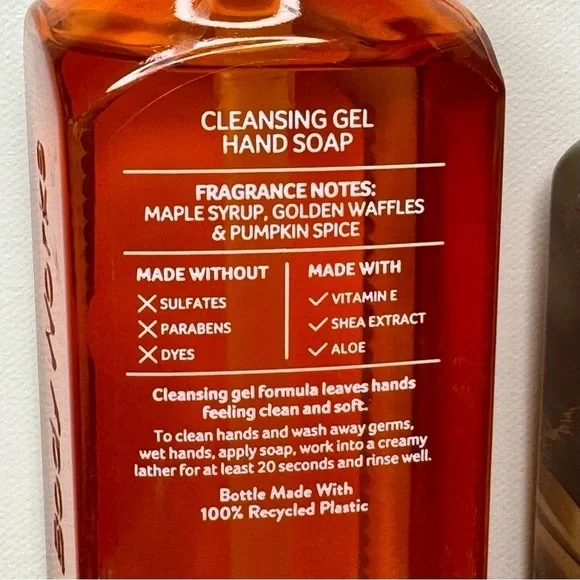 CLEANSING GEL
HAND SOAP
FRAGRANCE NOTES:
MAPLE SYRUP, GOLDEN WAFFLES
& PUMPKIN SPICE
MADE WITHOUT
SULFATES
PARABENS
DYES
MADE WITH
VITAMIN E
SHEA EXTRACT
ALOE
Cleansing gel formula leaves hands
feeling clean and soft.
To clean hands and wash away germs,
wet hands, apply soap, work into a creamy
lather for at least 20 seconds and rinse well.
Bottle Made With
100% Recycled Plastic